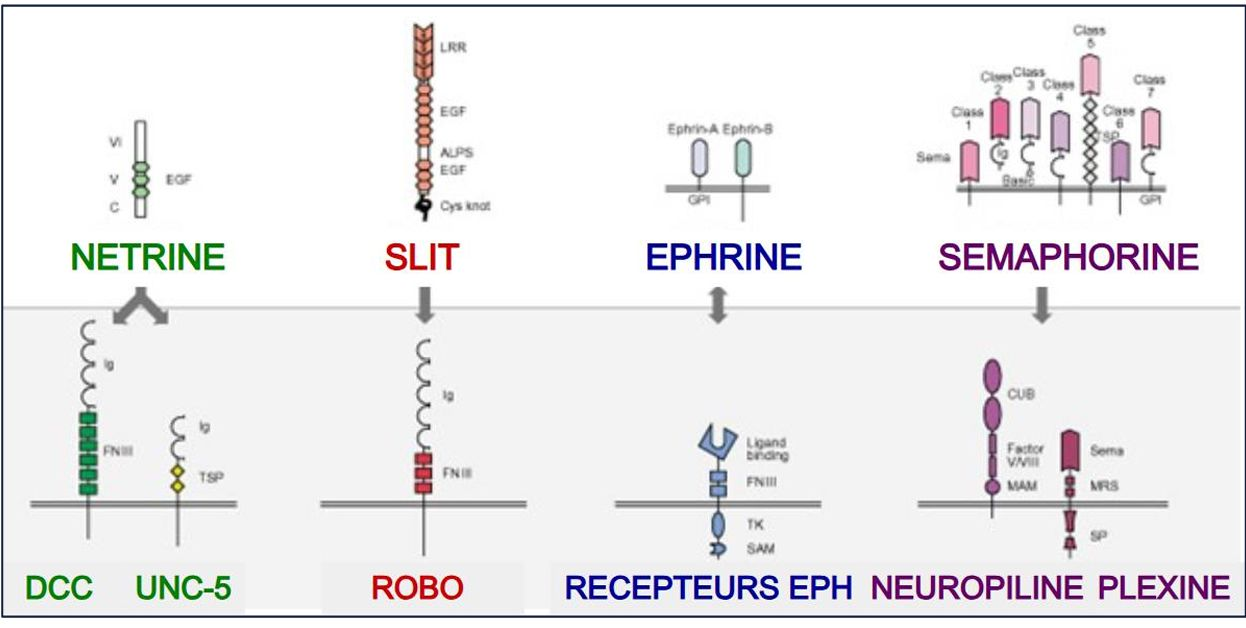 VI
V
C
EGF
NETRINE
LRR
EGF
ALPS
EGF
Cys knot
SLIT
Ephrin-A Ephrin-B
GPI
EPHRINE
Class
1
Class
2
Class
3
Class
4
Class
5
Class
6
Class
7
Sema
Ig
Basic
TSP
GPI
SEMAPHORINE
Ig
FNIII
Ig
TSP
DCC UNC-5
Ig
FNIII
ROBO
Ligand
binding
FNIII
TK
SAM
RECEPTEURS EPH
CUB
Factor
V/VIII
MAM
Sema
MRS
SP
NEUROPILINE PLEXINE